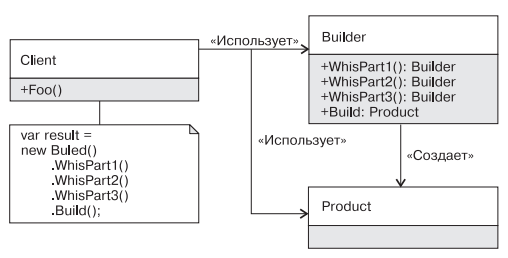 Client
+Foo()
var result =
new Buled()
.WhisPart1()
.WhisPart2()
.WhisPart3()
.Build();
«Использует»
Builder
+WhisPart1(): Builder
+WhisPart2(): Builder
+WhisPart3(): Builder
+Build: Product
«Использует»
«Создает»
Product